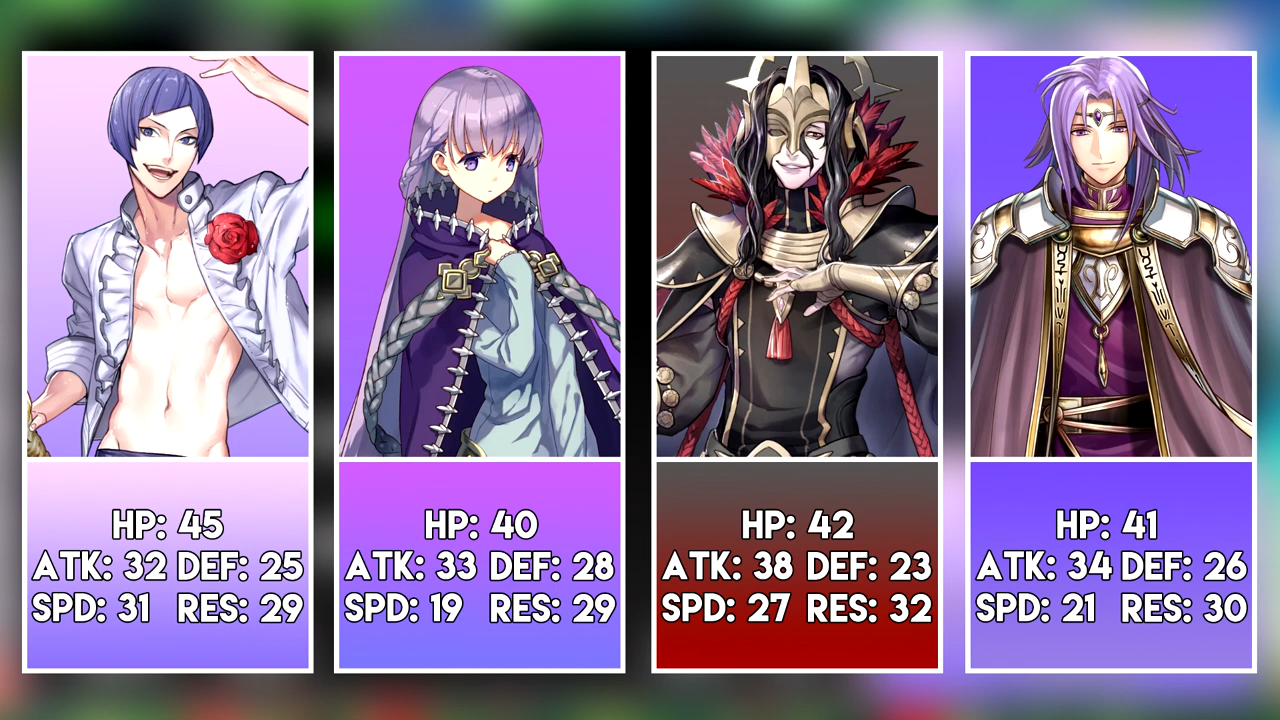 HP: 45
ATK: 32 DEF: 25
SPD: 31 RES: 29
HP: 40
ATK: 33 DEF: 28
SPD: 19 RES: 29
HP: 42
ATK: 38 DEF: 23
SPD: 27 RES: 32
HP: 41
ATK: 34 DEF: 26
SPD: 21 RES: 30